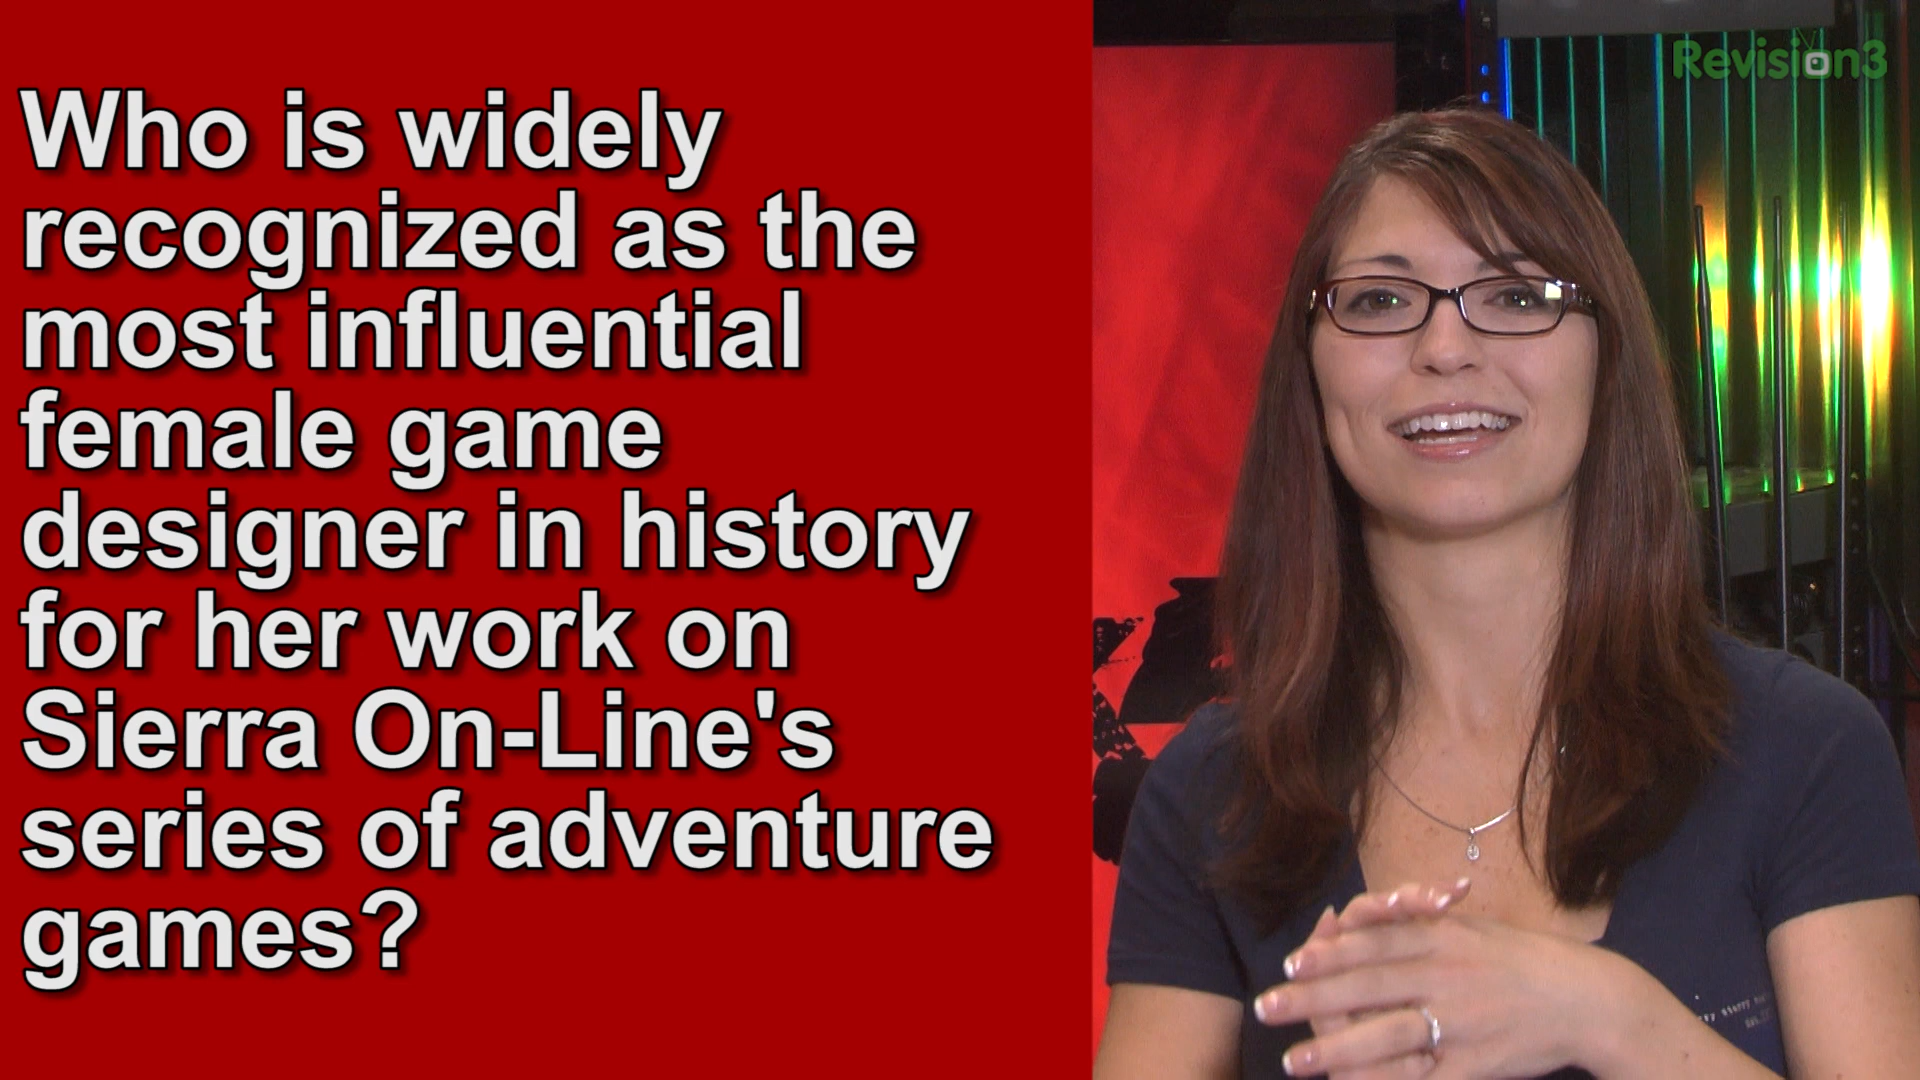 Who is widely
recognized as the
most influential
female game
designer in history
for her work on
Sierra On-Line's
series of adventure
games?
Revision3